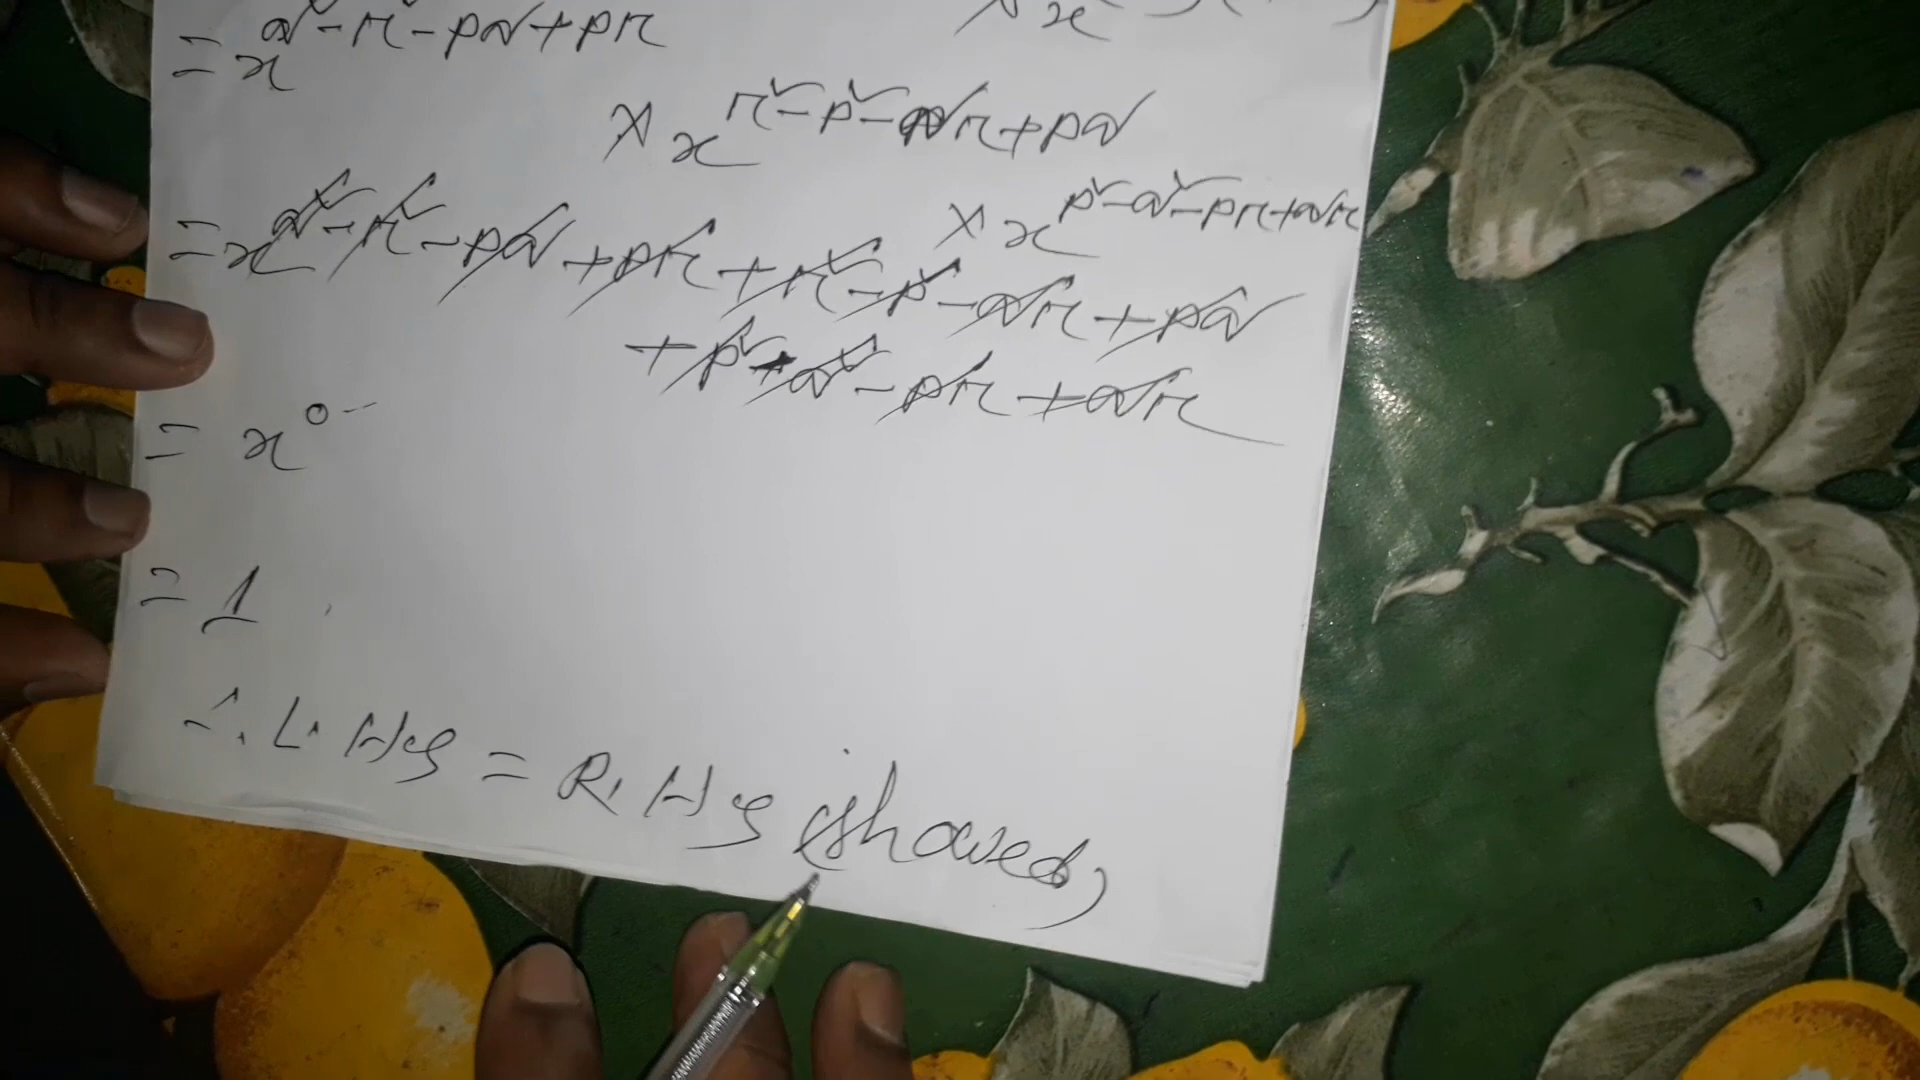 = x^q²-r²-pq+pr
× x
× x^r²-p²-qr+pq
× x^p²-q²-pr+qr
= x^q²-r²-pq+pr+r²-p²-qr+pq
+p²-q²-pr+qr
= x^0
= 1
∴ L.H.S = R.H.S (showed)